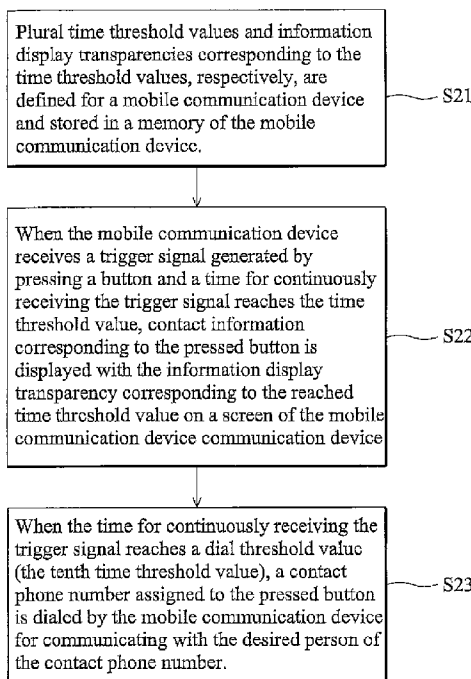 Plural time threshold values and information
display transparencies corresponding to the
time threshold values, respectively, are
defined for a mobile communication device
and stored in a memory of the mobile
communication device.
S21
When the mobile communication device
receives a trigger signal generated by
pressing a button and a time for continuously
receiving the trigger signal reaches the time
threshold value, contact information
corresponding to the pressed button is
displayed with the information display
transparency corresponding to the reached
time threshold value on a screen of the mobile
communication device communication device
S22
When the time for continuously receiving the
trigger signal reaches a dial threshold value
(the tenth time threshold value), a contact
phone number assigned to the pressed button
is dialed by the mobile communication device
for communicating with the desired person of
the contact phone number.
S23